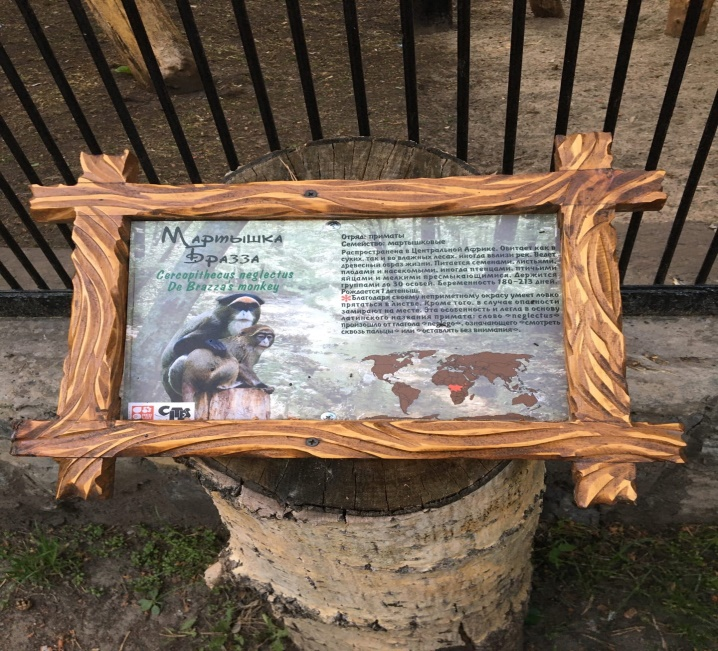 Мартышка
Бразза
Cercopithecus neglectus
De Brazza's monkey
Отряд: приматы
Семейство: мартышковые
Распространена в Центральной Африке. Обитает как в
сухих, так и во влажных лесах, иногда вблизи рек. Ведет
древесный образ жизни. Питается семенами, листьями,
плодами и насекомыми, иногда птенцами, птичьими
яйцами и мелкими пресмыкающимися. Держится
группами до 30 особей. Беременность 180-213 дней.
Рождается 1 детеныш.
Благодаря своему неприметному окрасу умеет ловко
прятаться в листве. Кроме того, в случае опасности
замирают на месте. Эта особенность и легла в основу
латинского названия примата: слово «neglectus»
произошло от глагола «neglego», означающего «смотреть
сквозь пальцы» или «оставлять без внимания».
CITES